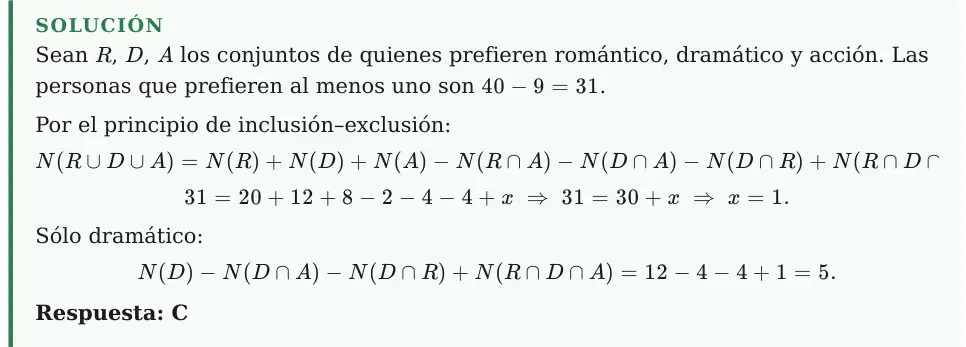 SOLUCIÓN
Sean R, D, A los conjuntos de quienes prefieren romántico, dramático y acción. Las
personas que prefieren al menos uno son 40 − 9 = 31.
Por el principio de inclusión–exclusión:
N(R ∪ D ∪ A) = N(R) + N(D) + N(A) − N(R ∩ A) − N(D ∩ A) − N(D ∩ R) + N(R ∩ D ∩
31 = 20 + 12 + 8 − 2 − 4 − 4 + x ⇒ 31 = 30 + x ⇒ x = 1.
Sólo dramático:
N(D) − N(D ∩ A) − N(D ∩ R) + N(R ∩ D ∩ A) = 12 − 4 − 4 + 1 = 5.
Respuesta: C